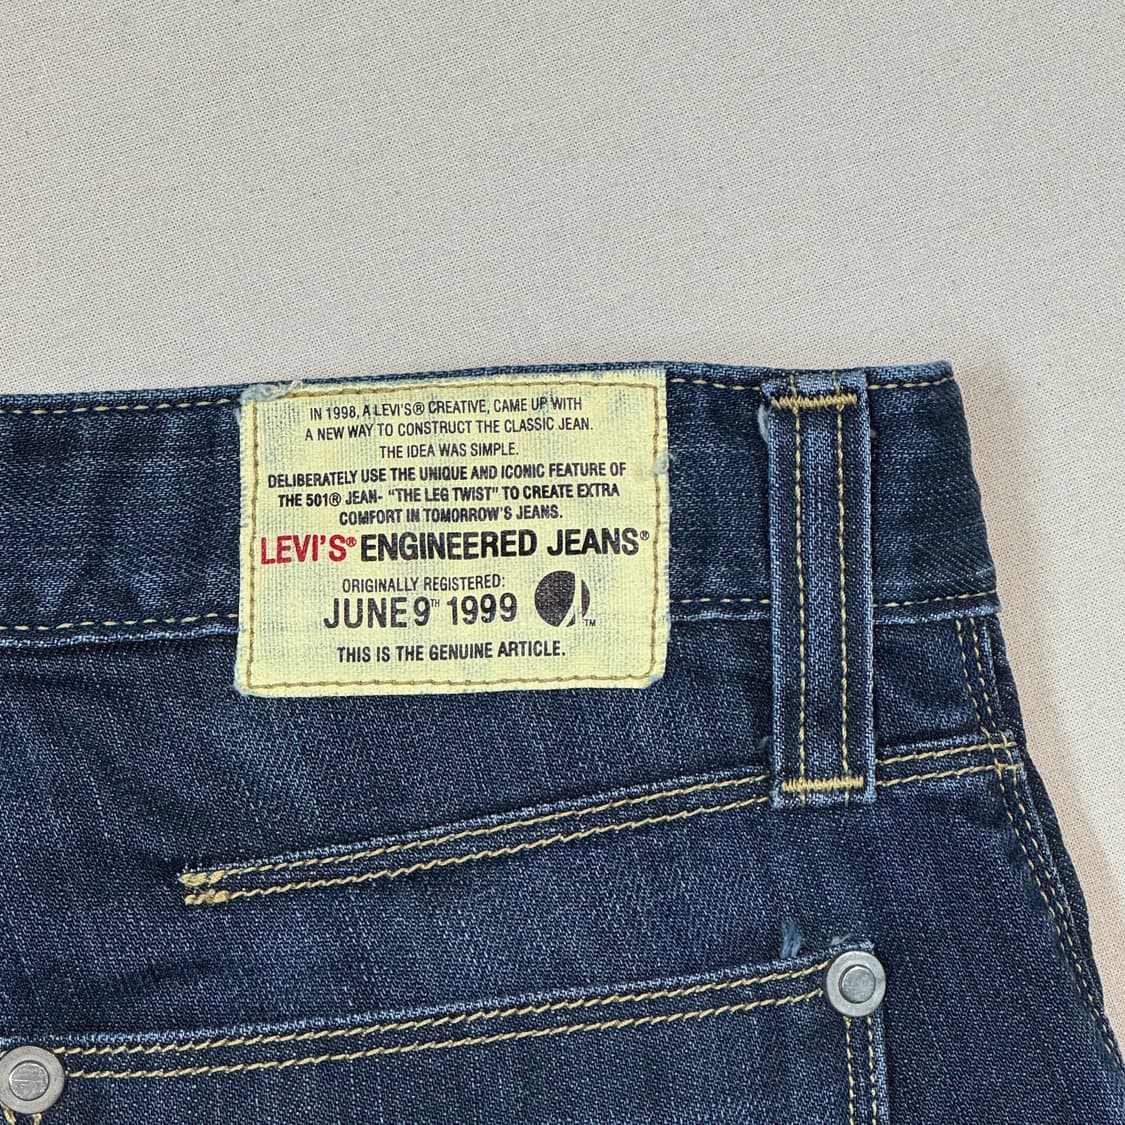 IN 1998, A LEVI'S® CREATIVE, CAME UP WITH
A NEW WAY TO CONSTRUCT THE CLASSIC JEAN.
THE IDEA WAS SIMPLE.
DELIBERATELY USE THE UNIQUE AND ICONIC FEATURE OF
THE 501® JEAN- "THE LEG TWIST" TO CREATE EXTRA
COMFORT IN TOMORROW'S JEANS.
LEVI'S® ENGINEERED JEANS®
ORIGINALLY REGISTERED:
JUNE 9TH 1999 TM
THIS IS THE GENUINE ARTICLE.